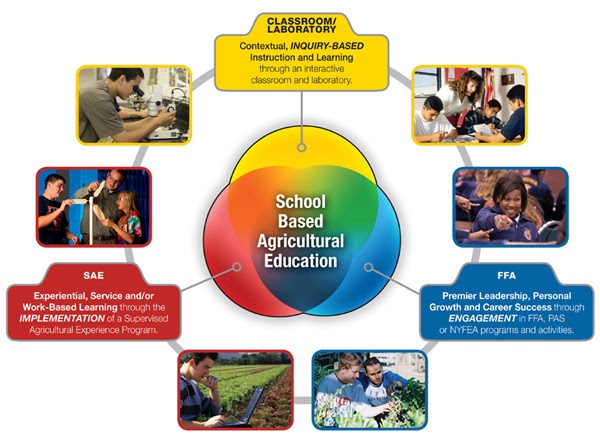 CLASSROOM/
LABORATORY
Contextual, INQUIRY-BASED
Instruction and Learning
through an interactive
classroom and laboratory.
School
Based
Agricultural
Education
SAE
Experiential, Service and/or
Work-Based Learning through the
IMPLEMENTATION of a Supervised
Agricultural Experience Program.
FFA
Premier Leadership, Personal
Growth and Career Success through
ENGAGEMENT in FFA, PAS
or NYFEA programs and activities.